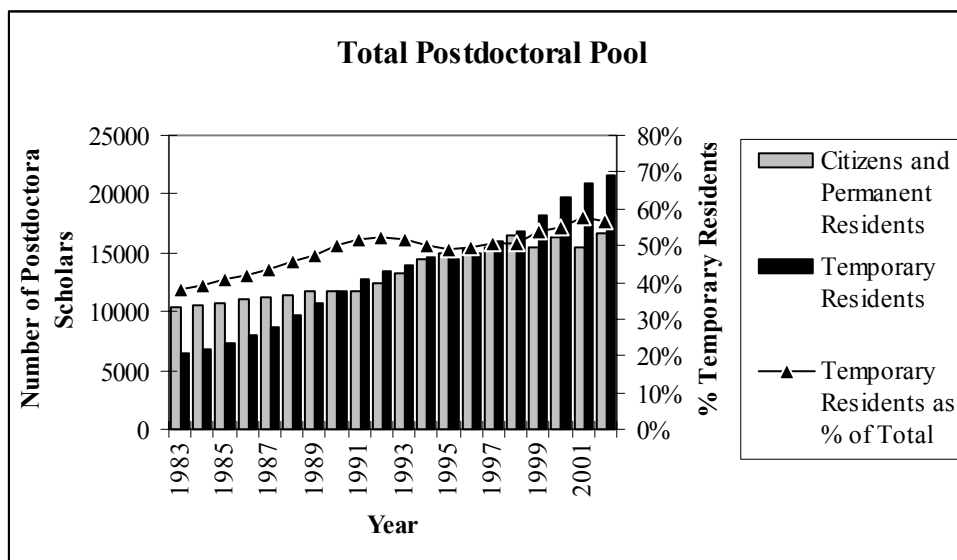 Total Postdoctoral Pool
Number of Postdoctora
Scholars
25000
20000
15000
10000
5000
0
80%
70%
60%
50%
40%
30%
20%
10%
0%
% Temporary Residents
1983
1985
1987
1989
1991
1993
1995
1997
1999
2001
Year
Citizens and
Permanent
Residents
Temporary
Residents
Temporary
Residents as
% of Total